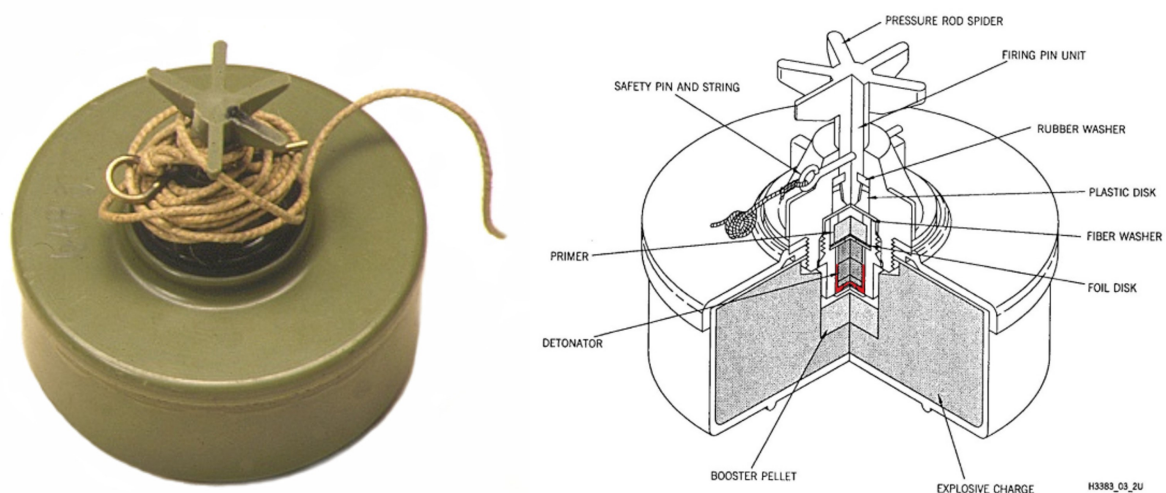 PRESSURE ROD SPIDER
FIRING PIN UNIT
SAFETY PIN AND STRING
RUBBER WASHER
PLASTIC DISK
FIBER WASHER
PRIMER
FOIL DISK
DETONATOR
BOOSTER PELLET
EXPLOSIVE CHARGE
H3383_03_2U